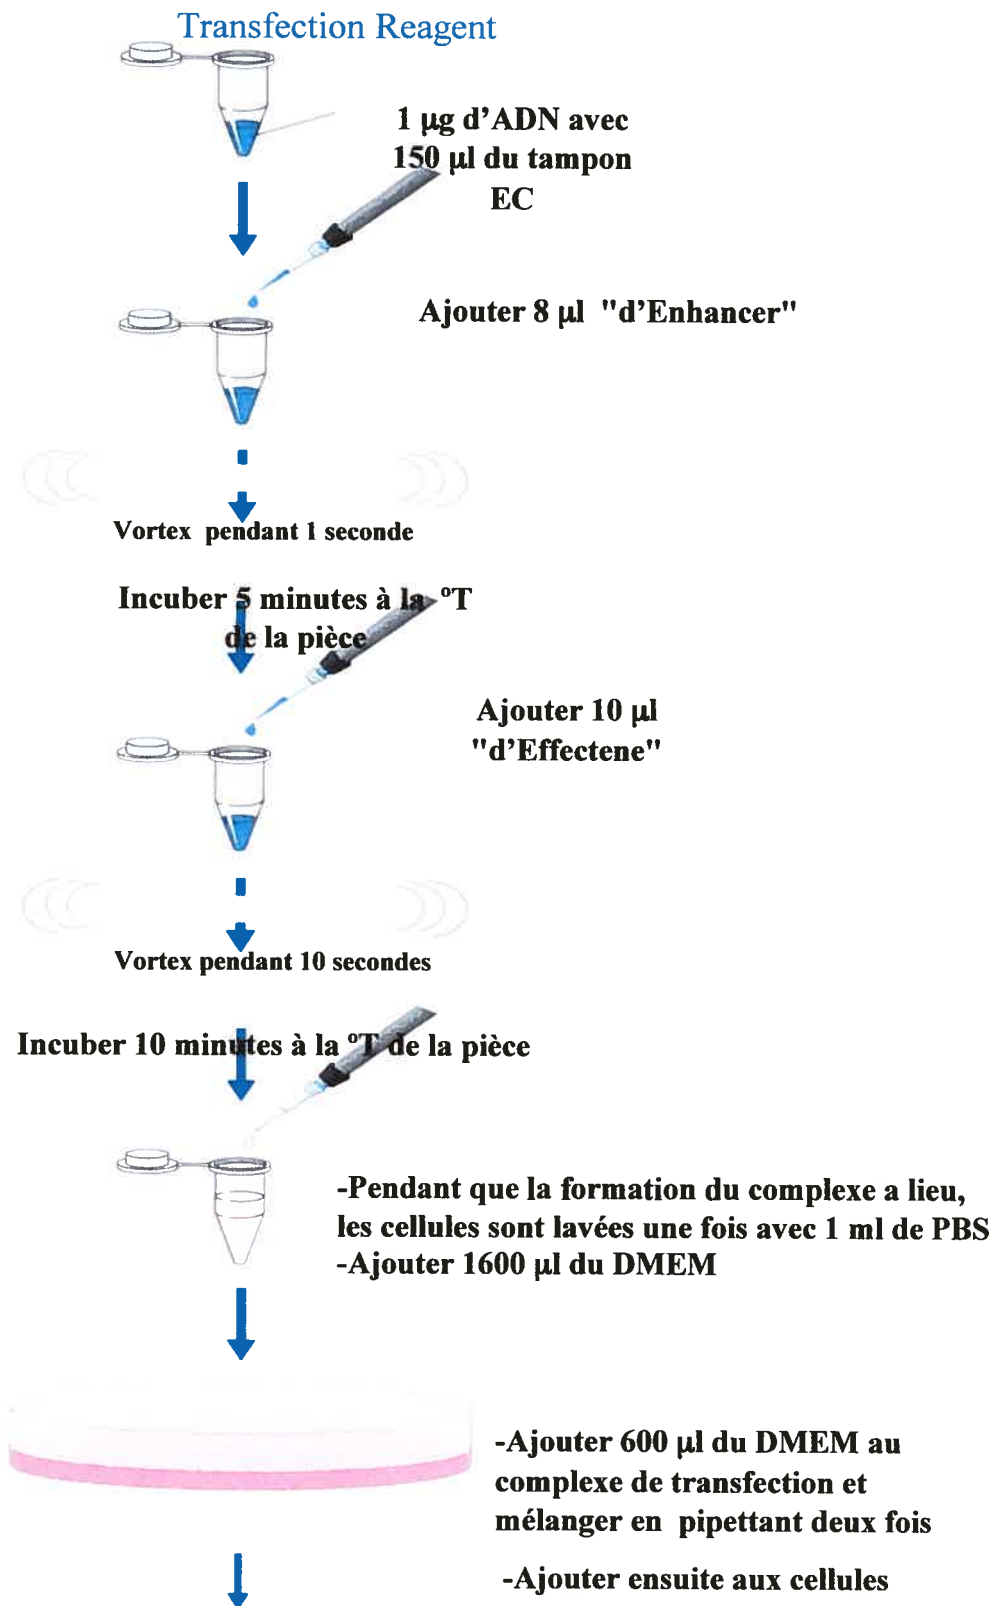 Transfection Reagent
1 µg d'ADN avec
150 µl du tampon
EC
Ajouter 8 µl "d'Enhancer"
Vortex pendant 1 seconde
Incuber 5 minutes à la ºT
de la pièce
Ajouter 10 µl
"d'Effectene"
Vortex pendant 10 secondes
Incuber 10 minutes à la ºT de la pièce
-Pendant que la formation du complexe a lieu,
les cellules sont lavées une fois avec 1 ml de PBS
-Ajouter 1600 µl du DMEM
-Ajouter 600 µl du DMEM au
complexe de transfection et
mélanger en pipettant deux fois
-Ajouter ensuite aux cellules